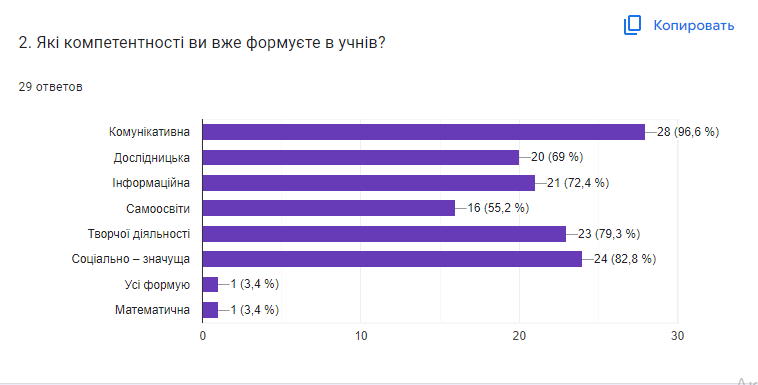 Копировать
2. Які компетентності ви вже формуєте в учнів?
29 ответов
Комунікативна 28 (96,6 %)
Дослідницька 20 (69 %)
Інформаційна 21 (72,4 %)
Самоосвіти 16 (55,2 %)
Творчої діяльності 23 (79,3 %)
Соціально – значуща 24 (82,8 %)
Усі формую 1 (3,4 %)
Математична 1 (3,4 %)
0 10 20 30